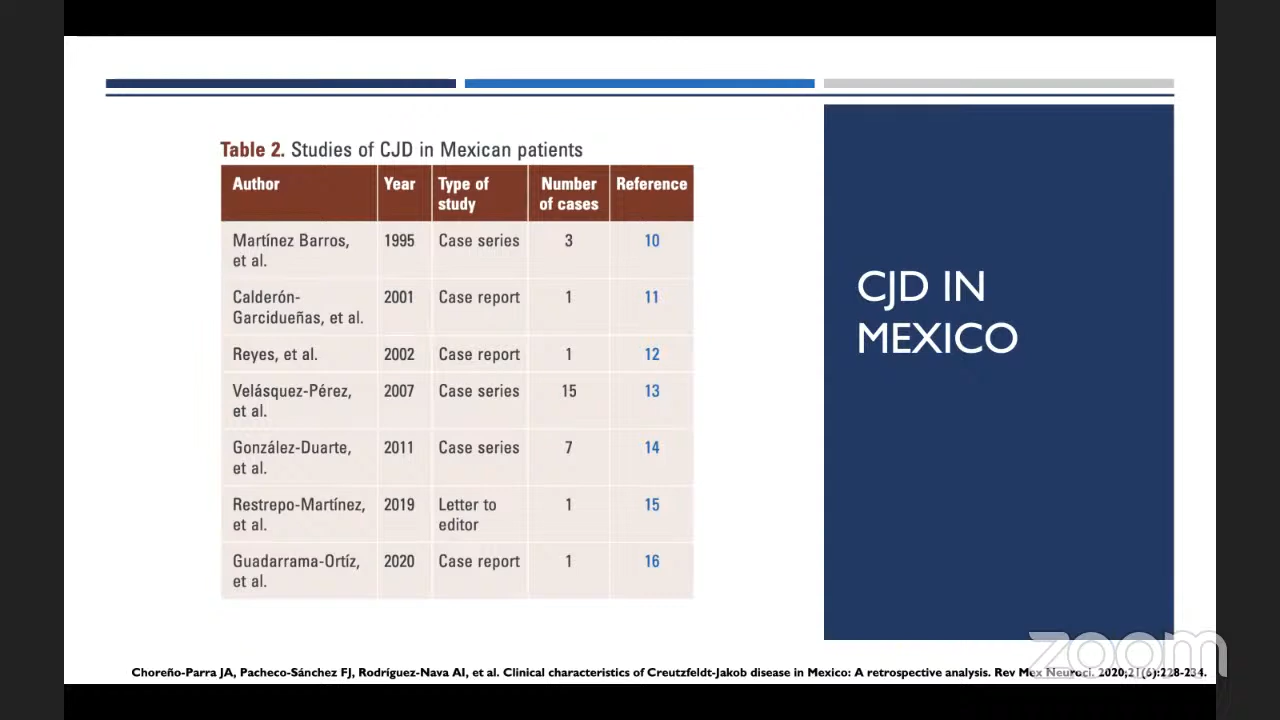 Table 2. Studies of CJD in Mexican patients
Author Year Type of study Number of cases Reference
Martínez Barros, et al. 1995 Case series 3 10
Calderón-Garcidueñas, et al. 2001 Case report 1 11
Reyes, et al. 2002 Case report 1 12
Velásquez-Pérez, et al. 2007 Case series 15 13
González-Duarte, et al. 2011 Case series 7 14
Restrepo-Martínez, et al. 2019 Letter to editor 1 15
Guadarrama-Ortíz, et al. 2020 Case report 1 16
CJD IN
MEXICO
Choreño-Parra JA, Pacheco-Sánchez FJ, Rodríguez-Nava AI, et al. Clinical characteristics of Creutzfeldt-Jakob disease in Mexico: A retrospective analysis. Rev Mex Neuroci. 2020;21(6):228-234.
zoom